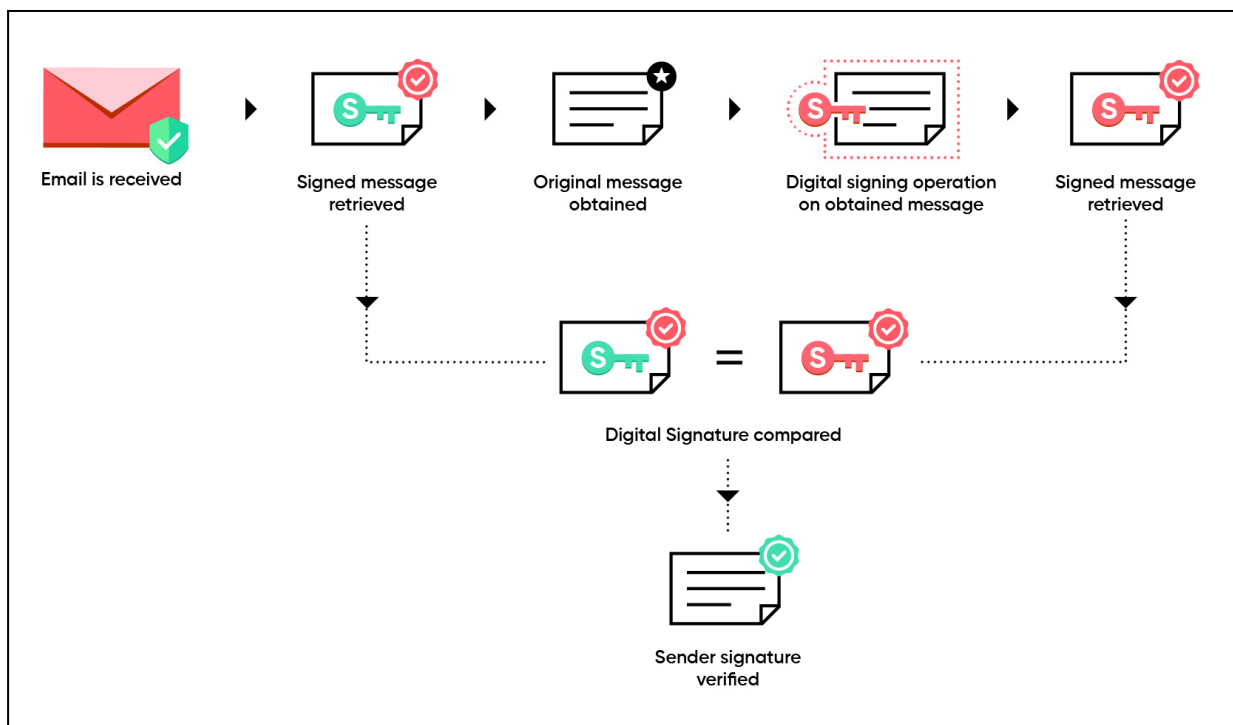 Email is received
Signed message
retrieved
Original message
obtained
Digital signing operation
on obtained message
Signed message
retrieved
S
S
S
S
=
S
Digital Signature compared
Sender signature
verified